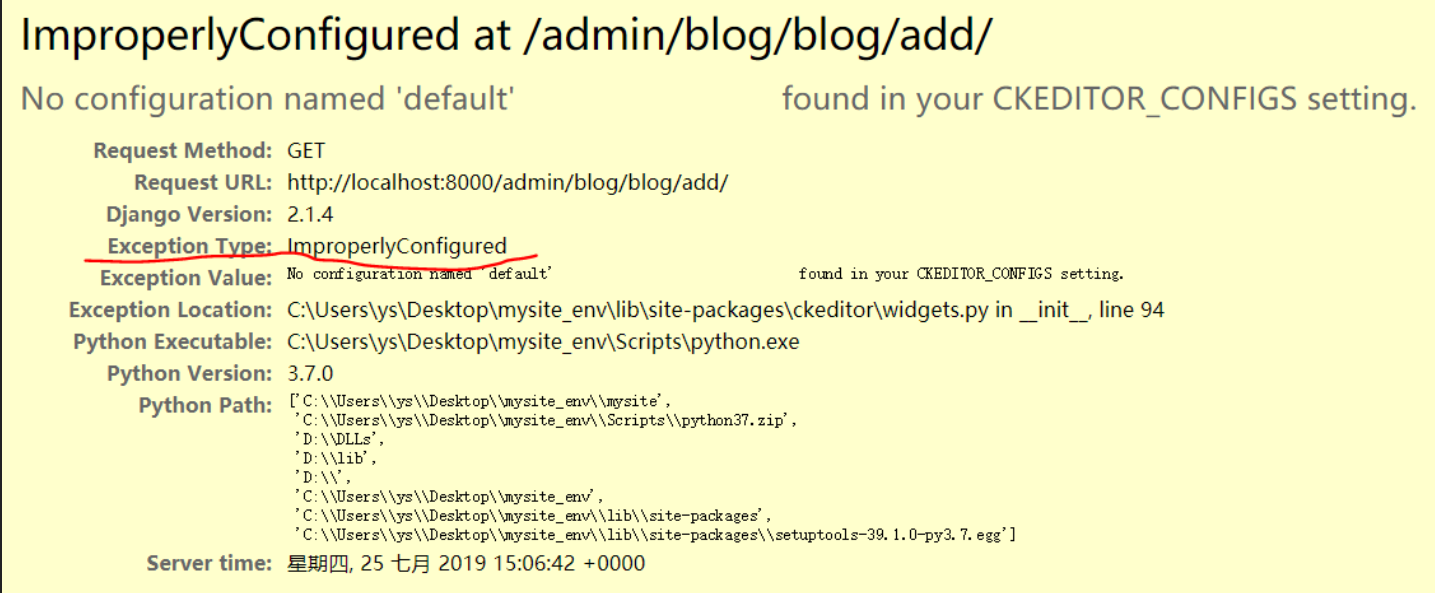 ImproperlyConfigured at /admin/blog/blog/add/
No configuration named 'default' found in your CKEDITOR_CONFIGS setting.
Request Method: GET
Request URL: http://localhost:8000/admin/blog/blog/add/
Django Version: 2.1.4
Exception Type: ImproperlyConfigured
Exception Value: No configuration named 'default' found in your CKEDITOR_CONFIGS setting.
Exception Location: C:\Users\ys\Desktop\mysite_env\lib\site-packages\ckeditor\widgets.py in __init__, line 94
Python Executable: C:\Users\ys\Desktop\mysite_env\Scripts\python.exe
Python Version: 3.7.0
Python Path: ['C:\\Users\\ys\\Desktop\\mysite_env\\mysite',
'C:\\Users\\ys\\Desktop\\mysite_env\\Scripts\\python37.zip',
'D:\\DLLs',
'D:\\lib',
'D:\\',
'C:\\Users\\ys\\Desktop\\mysite_env',
'C:\\Users\\ys\\Desktop\\mysite_env\\lib\\site-packages',
'C:\\Users\\ys\\Desktop\\mysite_env\\lib\\site-packages\\setuptools-39.1.0-py3.7.egg']
Server time: 星期四, 25 七月 2019 15:06:42 +0000